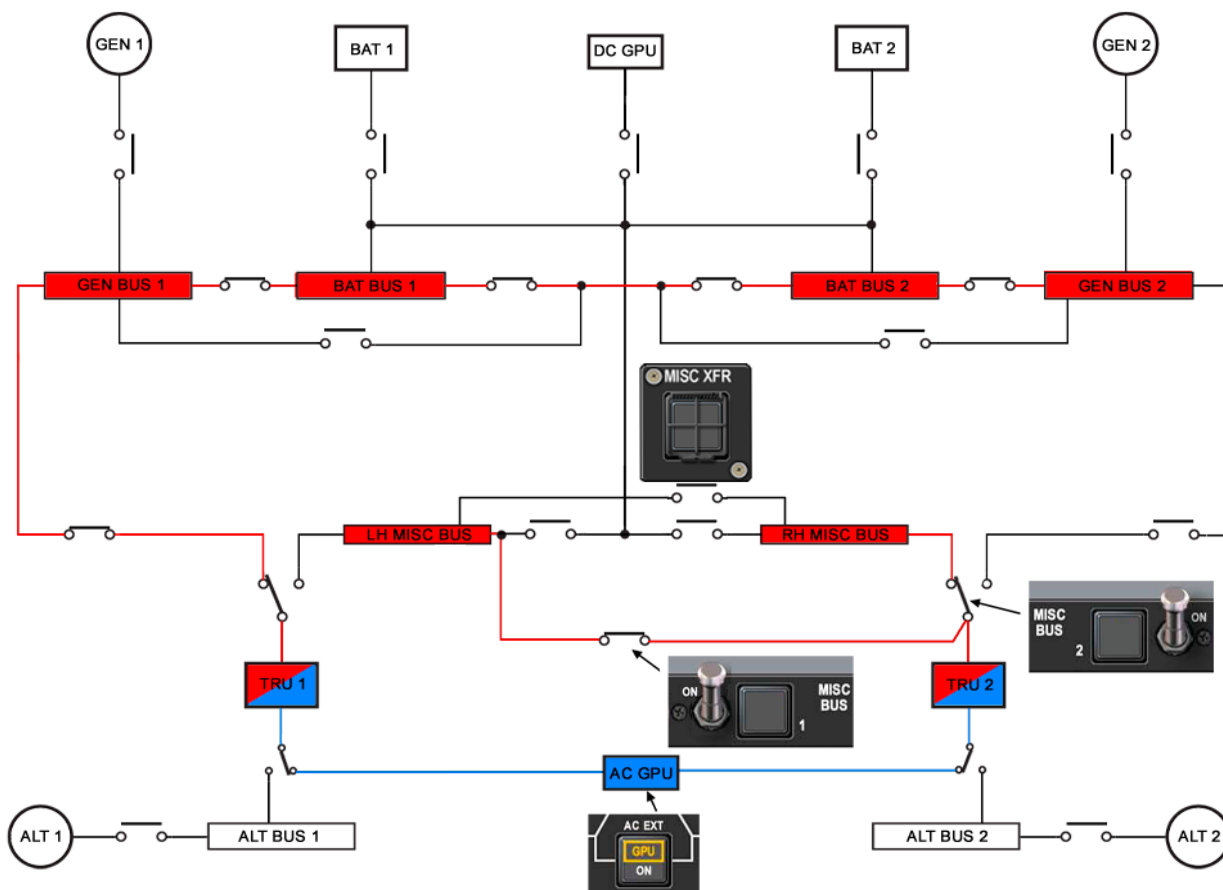 GEN 1
BAT 1
DC GPU
BAT 2
GEN 2
GEN BUS 1
BAT BUS 1
BAT BUS 2
GEN BUS 2
MISC XFR
LH MISC BUS
RH MISC BUS
MISC
BUS
2
ON
TRU 1
TRU 2
ON
MISC
BUS
1
AC GPU
ALT 1
ALT BUS 1
AC EXT
GPU
ON
ALT BUS 2
ALT 2